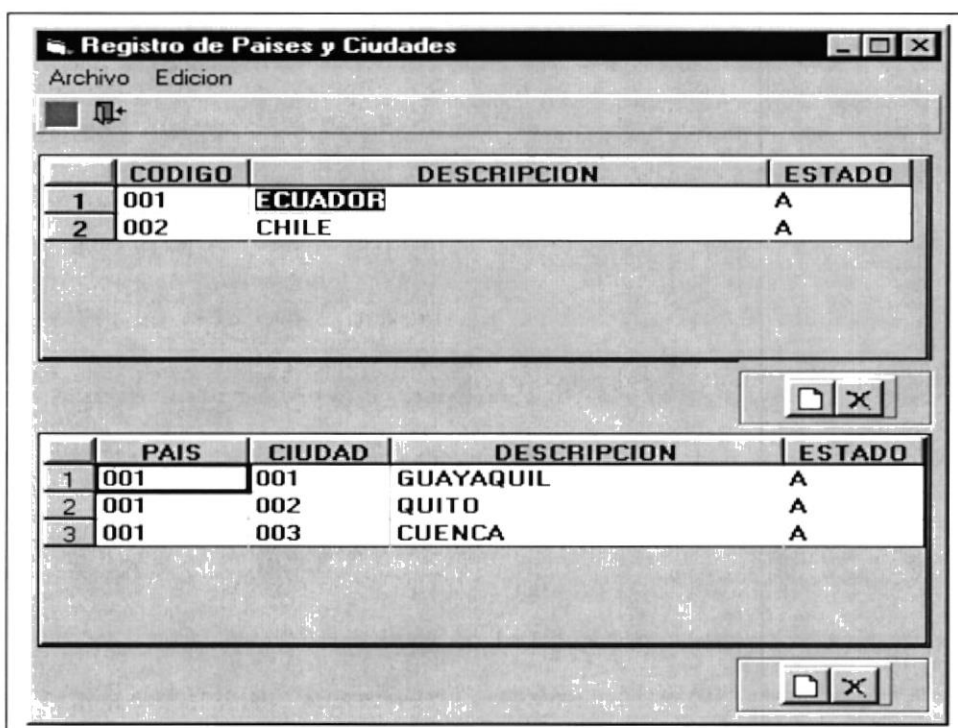 Registro de Paises y Ciudades
Archivo Edicion
CODIGO DESCRIPCION ESTADO
1 001 ECUADOR A
2 002 CHILE A
PAIS CIUDAD DESCRIPCION ESTADO
1 001 001 GUAYAQUIL A
2 001 002 QUITO A
3 001 003 CUENCA A